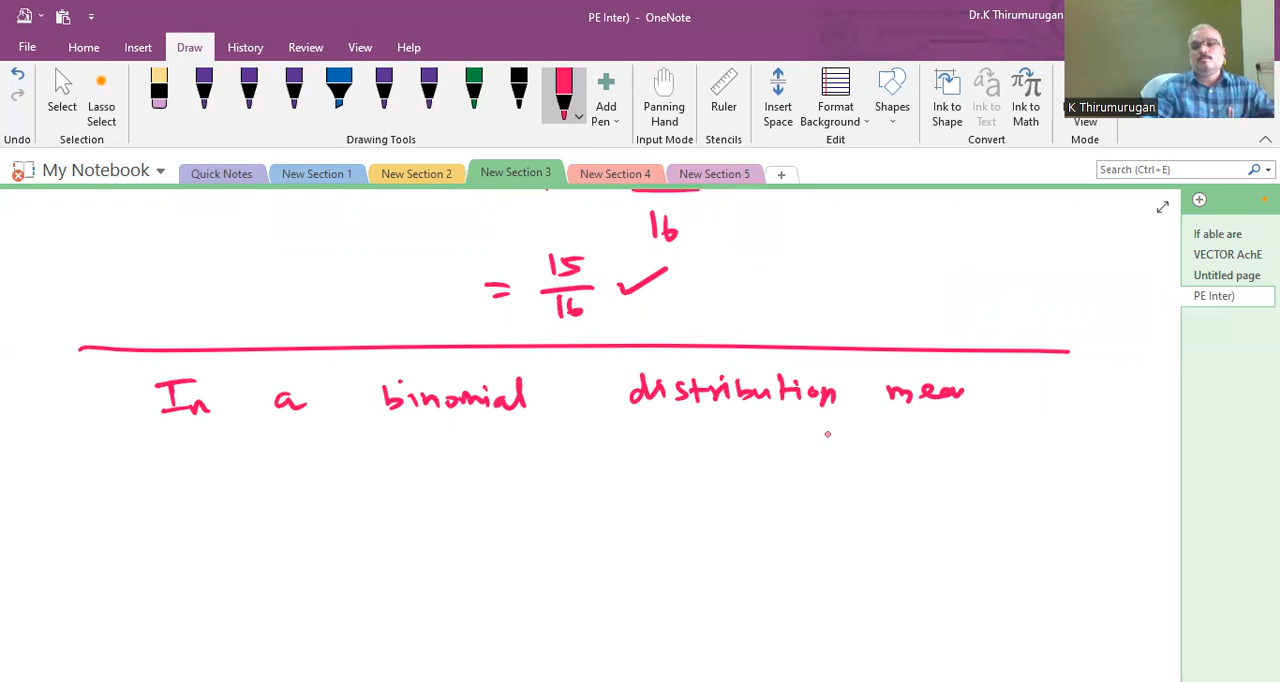 PE Inter) - OneNote
Dr.K Thirumurugan
File Home Insert Draw History Review View Help
Select Lasso Select Add Pen Panning Hand Ruler Insert Space Format Background Shapes Ink to Shape Ink to Text Ink to Math View
K Thirumurugan
Undo Selection Drawing Tools Input Mode Stencils Edit Convert Mode
My Notebook Quick Notes New Section 1 New Section 2 New Section 3 New Section 4 New Section 5 + Search (Ctrl+E)
If able are
VECTOR AchE
Untitled page
PE Inter)
16
= 15/16 ✓
In a binomial distribution mea